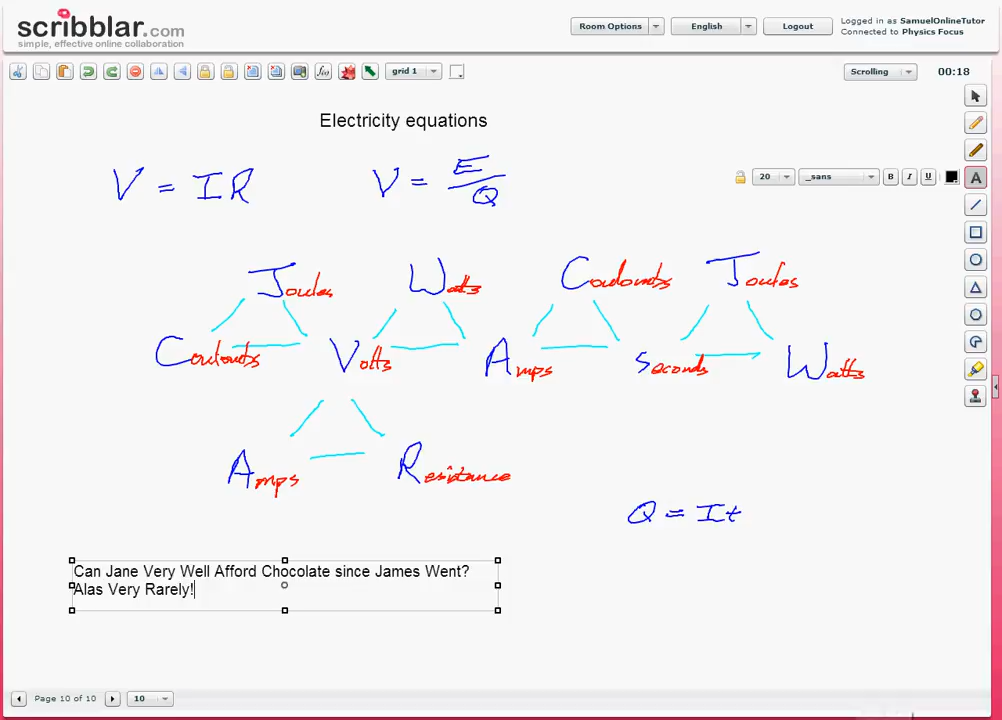 scribblar.com
simple, effective online collaboration
Room Options English Logout
Logged in as SamuelOnlineTutor
Connected to Physics Focus
f(x) grid 1 Scrolling 00:18
Electricity equations
20 _sans B I U
A
V = IR V = E/Q
Joules Watts Coulombs Joules
Coulombs Volts Amps Seconds Watts
Amps Resistance
Q = It
Can Jane Very Well Afford Chocolate since James Went?
Alas Very Rarely!
Page 10 of 10 10